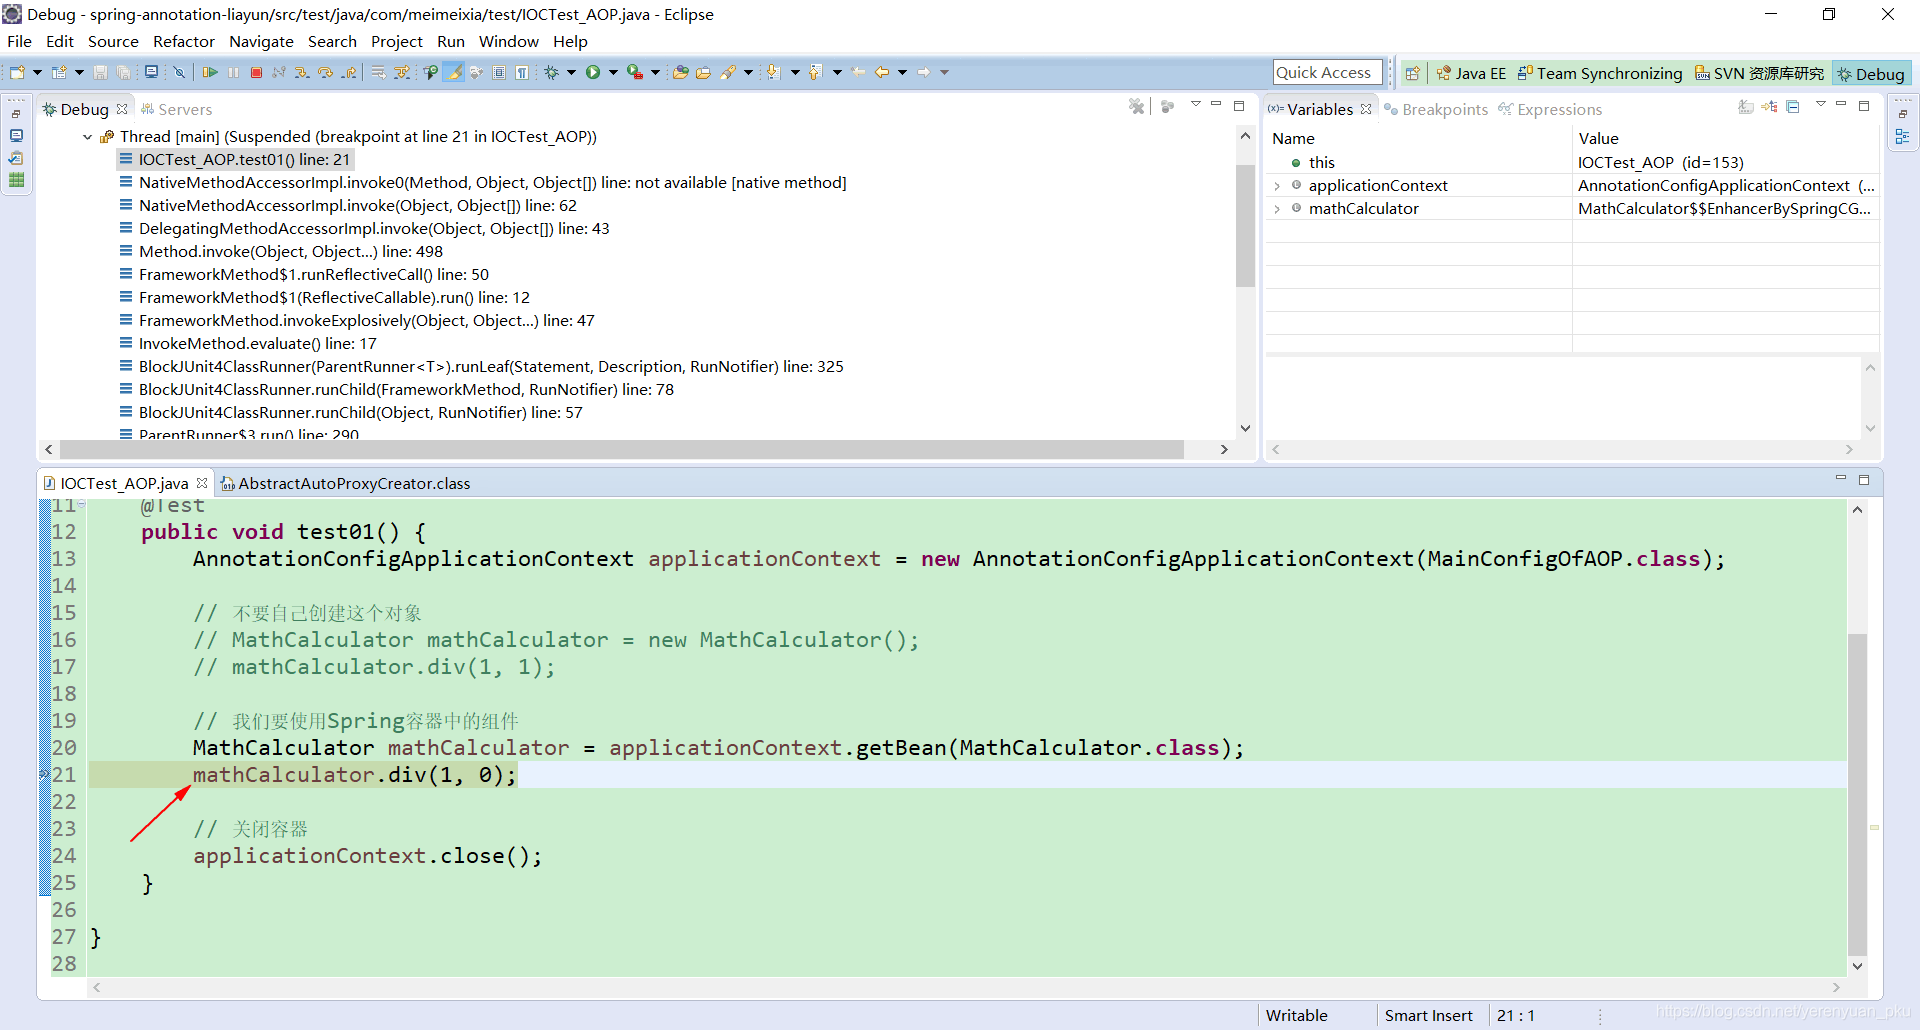 Debug - spring-annotation-liayun/src/test/java/com/meimeixia/test/IOCTest_AOP.java - Eclipse
File Edit Source Refactor Navigate Search Project Run Window Help
Quick Access
Java EE
Team Synchronizing
SVN 资源库研究
Debug
Debug
Servers
Thread [main] (Suspended (breakpoint at line 21 in IOCTest_AOP))
IOCTest_AOP.test01() line: 21
NativeMethodAccessorImpl.invoke0(Method, Object, Object[]) line: not available [native method]
NativeMethodAccessorImpl.invoke(Object, Object[]) line: 62
DelegatingMethodAccessorImpl.invoke(Object, Object[]) line: 43
Method.invoke(Object, Object...) line: 498
FrameworkMethod$1.runReflectiveCall() line: 50
FrameworkMethod$1(ReflectiveCallable).run() line: 12
FrameworkMethod.invokeExplosively(Object, Object...) line: 47
InvokeMethod.evaluate() line: 17
BlockJUnit4ClassRunner(ParentRunner<T>).runLeaf(Statement, Description, RunNotifier) line: 325
BlockJUnit4ClassRunner.runChild(FrameworkMethod, RunNotifier) line: 78
BlockJUnit4ClassRunner.runChild(Object, RunNotifier) line: 57
ParentRunner$3.run() line: 290
Variables
Breakpoints
Expressions
Name Value
this IOCTest_AOP (id=153)
applicationContext AnnotationConfigApplicationContext (...
mathCalculator MathCalculator$$EnhancerBySpringCG...
IOCTest_AOP.java
AbstractAutoProxyCreator.class
11 @Test
12 public void test01() {
13 AnnotationConfigApplicationContext applicationContext = new AnnotationConfigApplicationContext(MainConfigOfAOP.class);
14
15 // 不要自己创建这个对象
16 // MathCalculator mathCalculator = new MathCalculator();
17 // mathCalculator.div(1, 1);
18
19 // 我们要使用Spring容器中的组件
20 MathCalculator mathCalculator = applicationContext.getBean(MathCalculator.class);
21 mathCalculator.div(1, 0);
22
23 // 关闭容器
24 applicationContext.close();
25 }
26
27 }
28
Writable
Smart Insert
21 : 1
https://blog.csdn.net/yerenyuan_pku